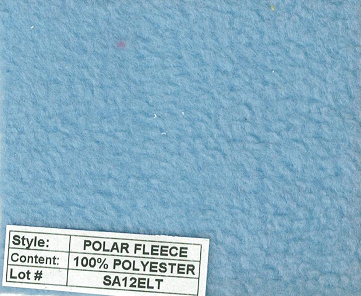 Style: POLAR FLEECE
Content: 100% POLYESTER
Lot # SA12ELT